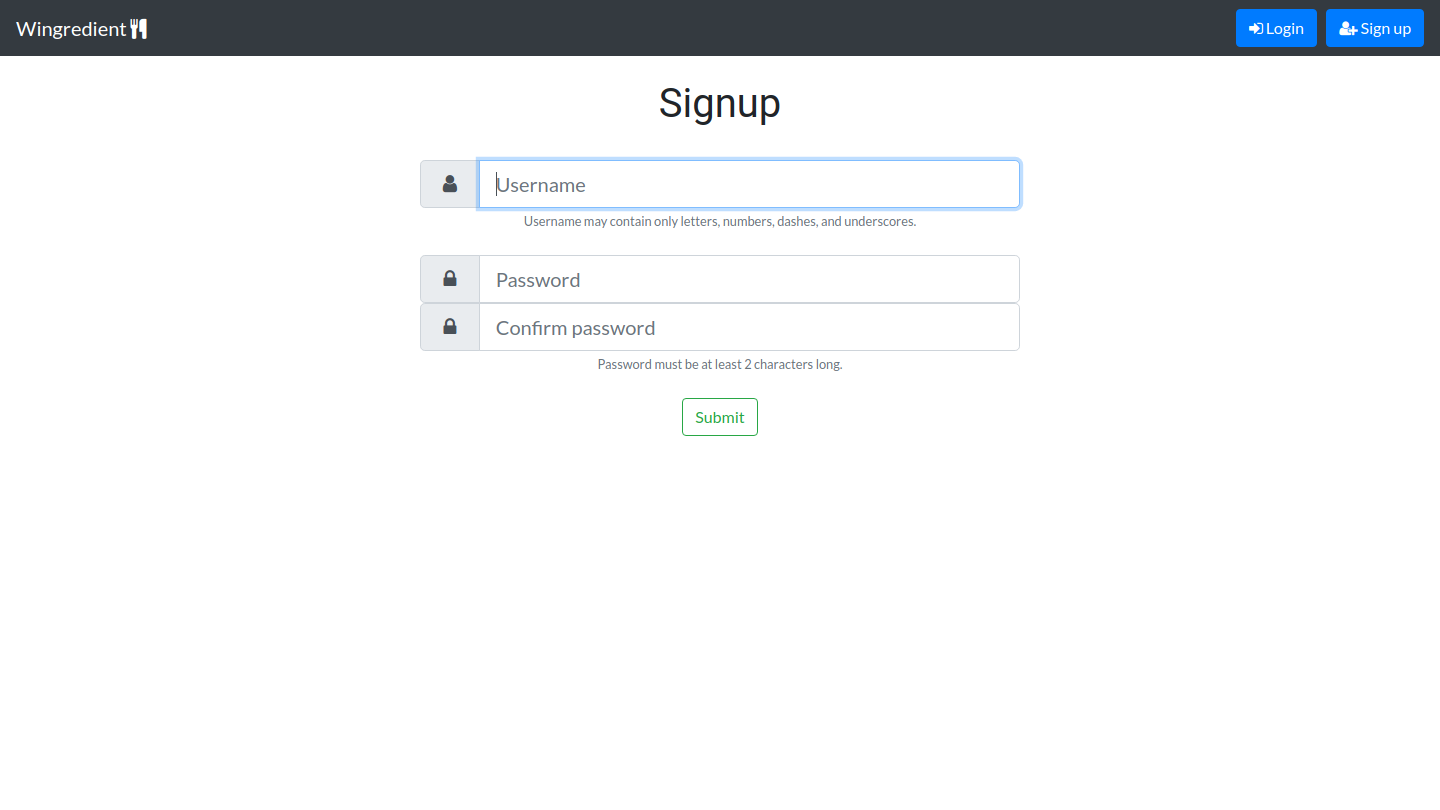 Wingredient
Login
Sign up
Signup
Username
Username may contain only letters, numbers, dashes, and underscores.
Password
Confirm password
Password must be at least 2 characters long.
Submit